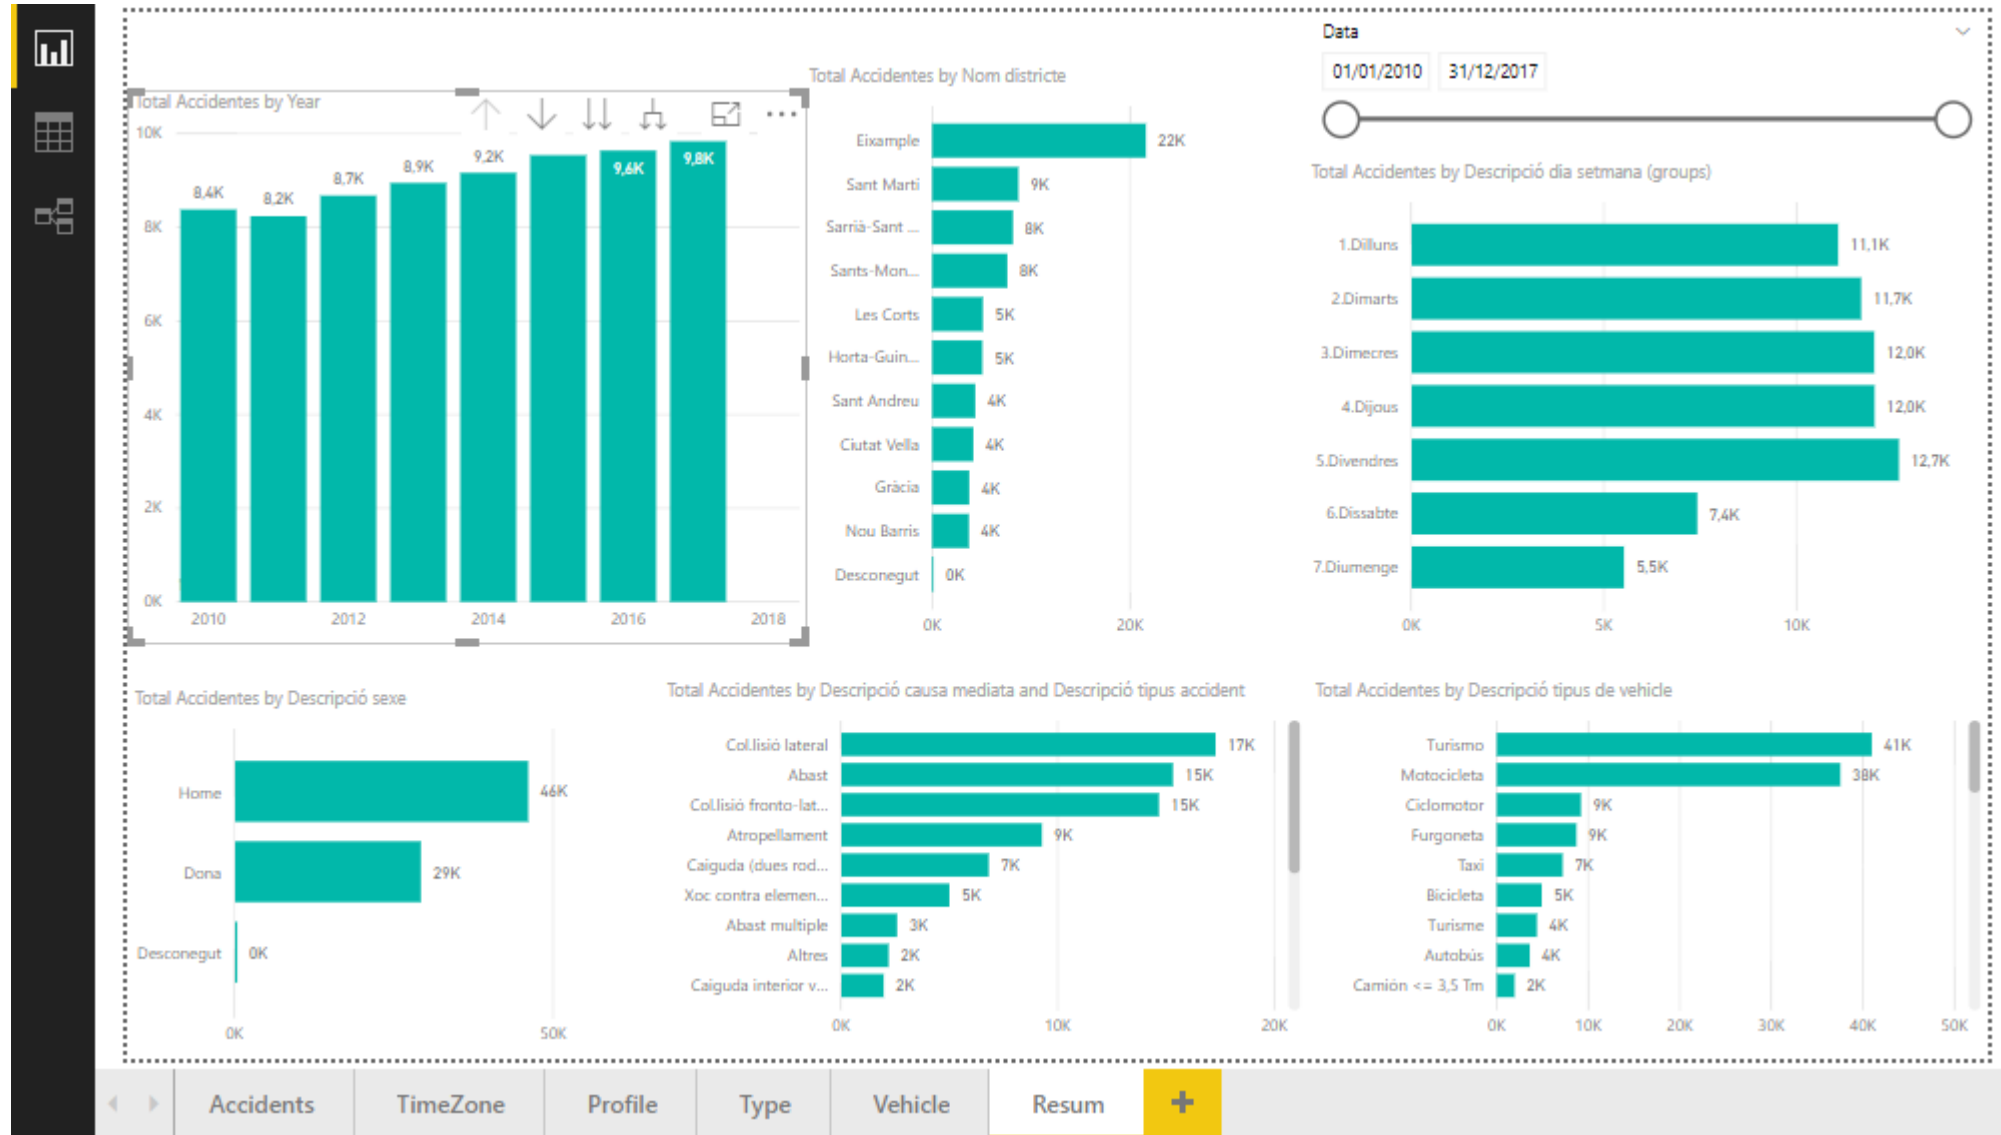 Total Accidentes by Year
10K
8K
6K
4K
2K
0K
8,4K
8,2K
8,7K
8,9K
9,2K
9,6K
9,8K
2010
2012
2014
2016
2018
Total Accidentes by Nom districte
Eixample 22K
Sant Martí 9K
Sarrià-Sant ... 8K
Sants-Mon... 8K
Les Corts 5K
Horta-Guin... 5K
Sant Andreu 4K
Ciutat Vella 4K
Gràcia 4K
Nou Barris 4K
Desconegut 0K
0K 20K
Data
01/01/2010 31/12/2017
Total Accidentes by Descripció dia setmana (groups)
1.Dilluns 11,1K
2.Dimarts 11,7K
3.Dimecres 12,0K
4.Dijous 12,0K
5.Divendres 12,7K
6.Dissabte 7,4K
7.Diumenge 5,5K
0K 5K 10K
Total Accidentes by Descripció sexe
Home 46K
Dona 29K
Desconegut 0K
0K 50K
Total Accidentes by Descripció causa mediata and Descripció tipus accident
Col.lisió lateral 17K
Abast 15K
Col.lisió fronto-lat... 15K
Atropellament 9K
Caiguda (dues rod... 7K
Xoc contra elemen... 5K
Abast multiple 3K
Altres 2K
Caiguda interior v... 2K
0K 10K 20K
Total Accidentes by Descripció tipus de vehicle
Turismo 41K
Motocicleta 38K
Ciclomotor 9K
Furgoneta 9K
Taxi 7K
Bicicleta 5K
Turisme 4K
Autobús 4K
Camión <= 3,5 Tm 2K
0K 10K 20K 30K 40K 50K
Accidents TimeZone Profile Type Vehicle Resum